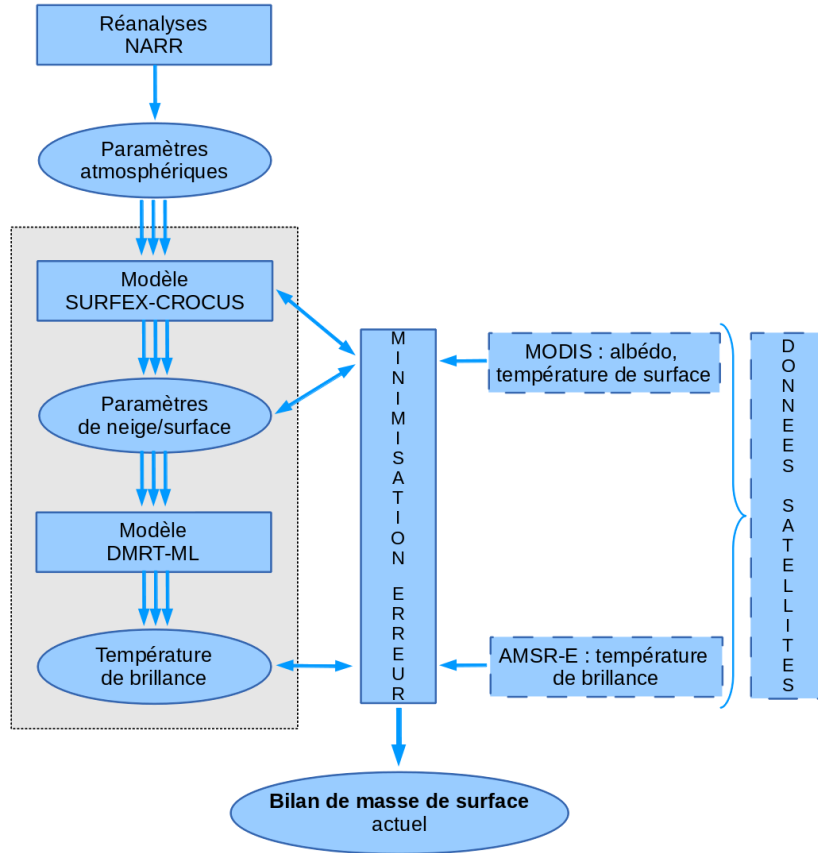 Réanalyses
NARR
Paramètres
atmosphériques
Modèle
SURFEX-CROCUS
Paramètres
de neige/surface
Modèle
DMRT-ML
Température
de brillance
MINIMISATION ERREUR
MODIS : albédo,
température de surface
AMSR-E : température
de brillance
DONNEES SATELLITES
Bilan de masse de surface
actuel